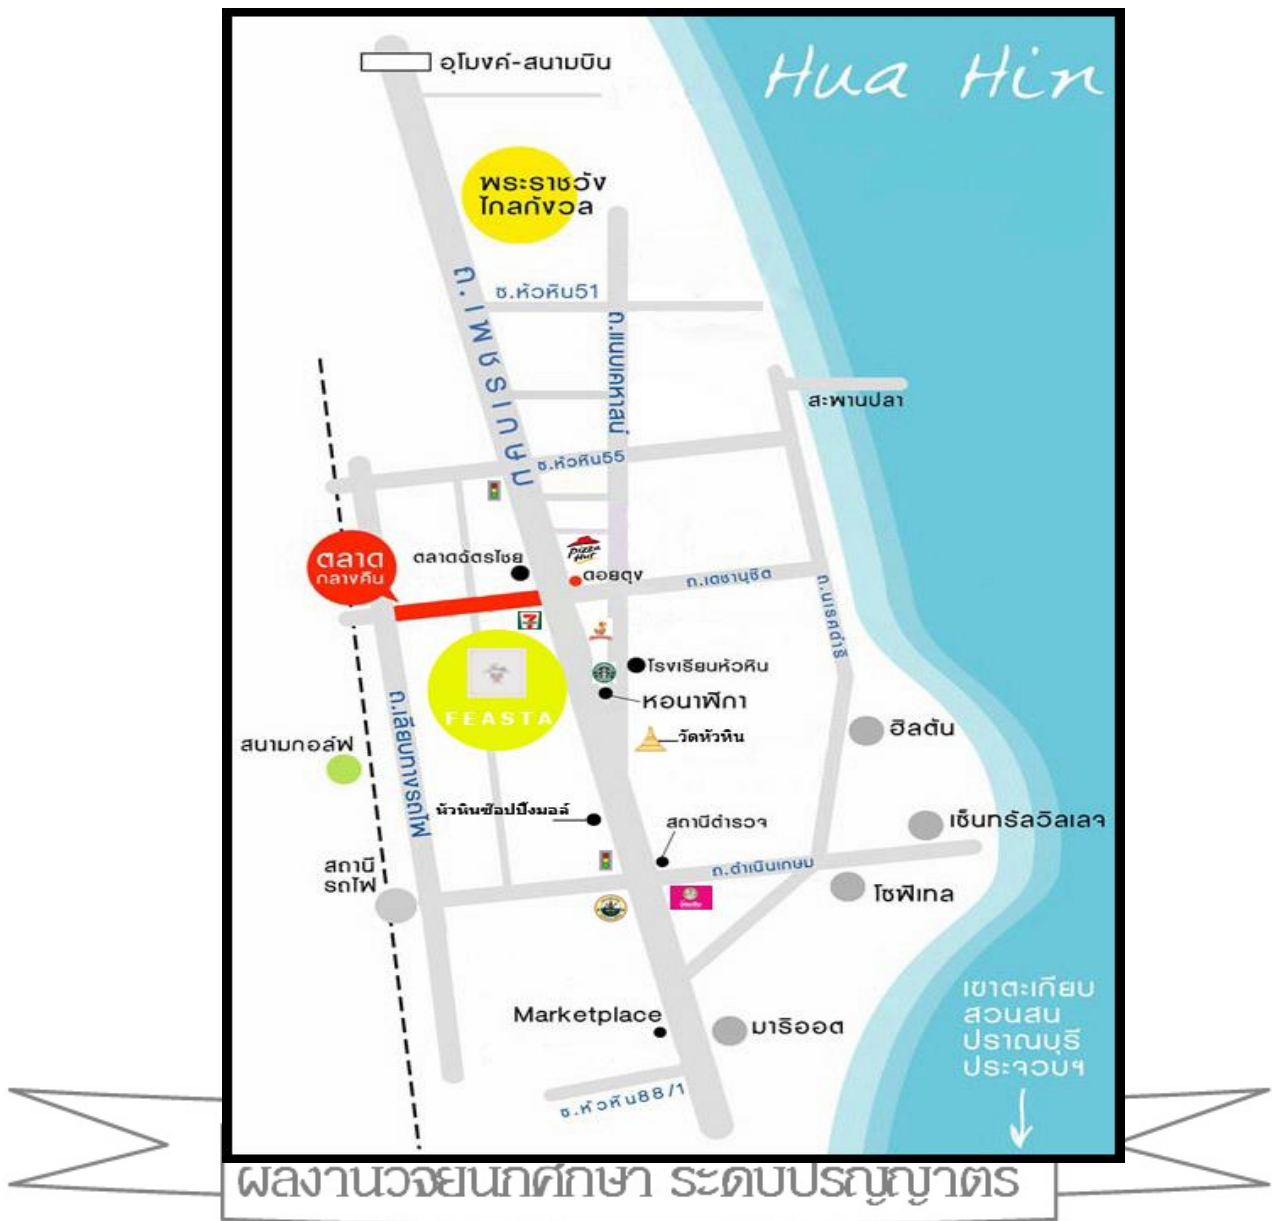 Hua Hin
อุโมงค์-สนามบิน
พระราชวัง
ไกลกังวล
ถ.เพชรเกษม
ซ.หัวหิน51
ถ.แนบเคหาสน์
สะพานปลา
ซ.หัวหิน55
ตลาด
กลางคืน
ตลาดฉัตรไชย
Pizza
Hut
ดอยตุง
ถ.เดชานุชิต
ถ.นเรศดำริ
7
โรงเรียนหัวหิน
หอนาฬิกา
FEASTA
วัดหัวหิน
ฮิลตัน
สนามกอล์ฟ
ถ.เลียบทางรถไฟ
หัวหินช้อปปิ้งมอล์
สถานีตำรวจ
เซ็นทรัลวิลเลจ
ถ.ดำเนินเกษม
สถานี
รถไฟ
โซฟิเทล
เขาตะเกียบ
สวนสน
ปราณบุรี
ประจวบฯ
Marketplace
มาริออต
ซ.หัวหิน88/1
ผลงานวิจัยนักศึกษา ระดับปริญญาตรี